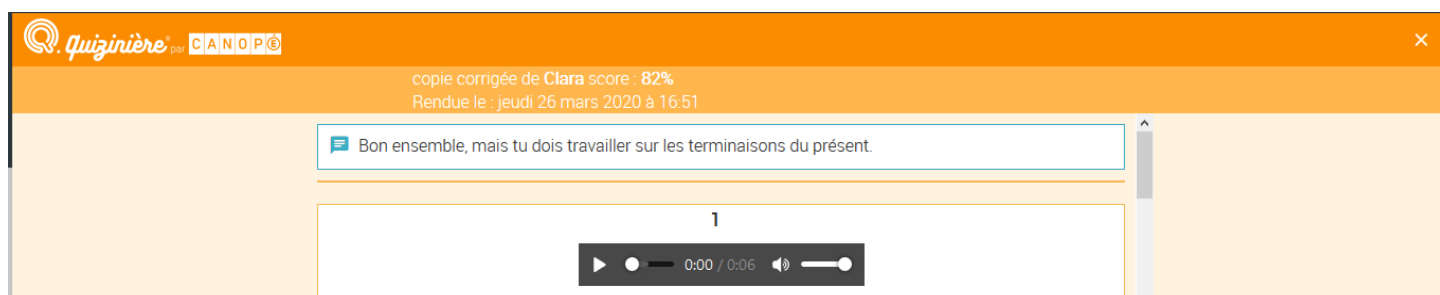 Quizinière® par CANOPÉ
copie corrigée de Clara score : 82%
Rendue le : jeudi 26 mars 2020 à 16:51
Bon ensemble, mais tu dois travailler sur les terminaisons du présent.
1
0:00 / 0:06